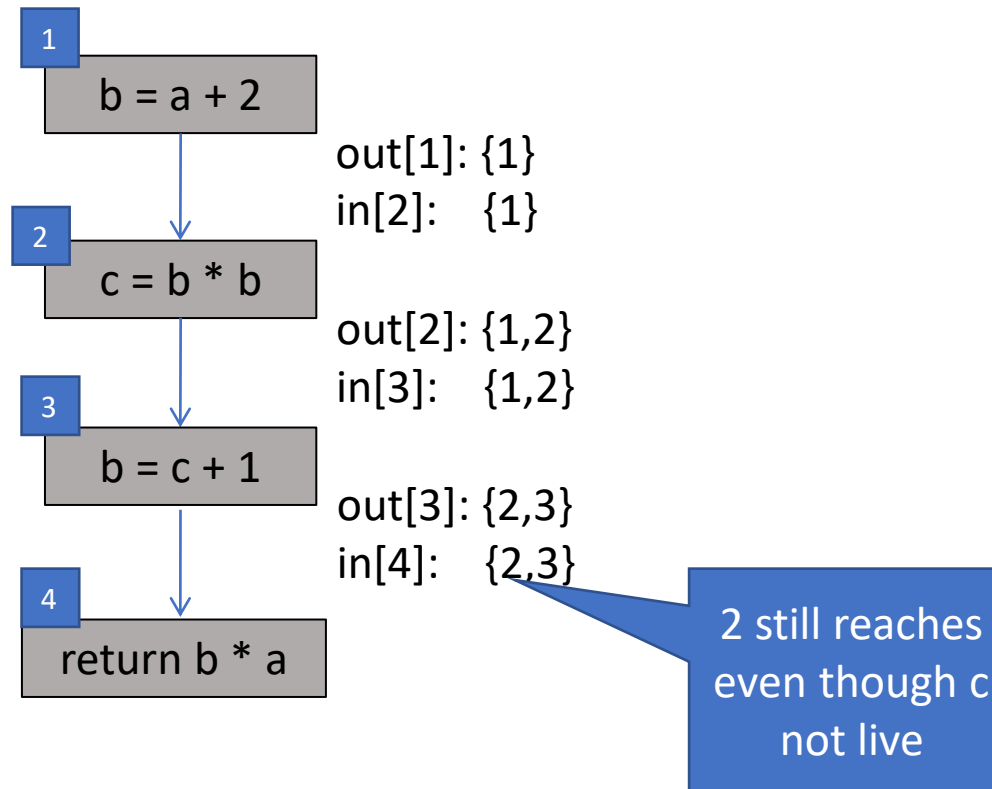 1
b = a + 2
out[1]: {1}
in[2]: {1}
2
c = b * b
out[2]: {1,2}
in[3]: {1,2}
3
b = c + 1
out[3]: {2,3}
in[4]: {2,3}
4
return b * a
2 still reaches
even though c
not live